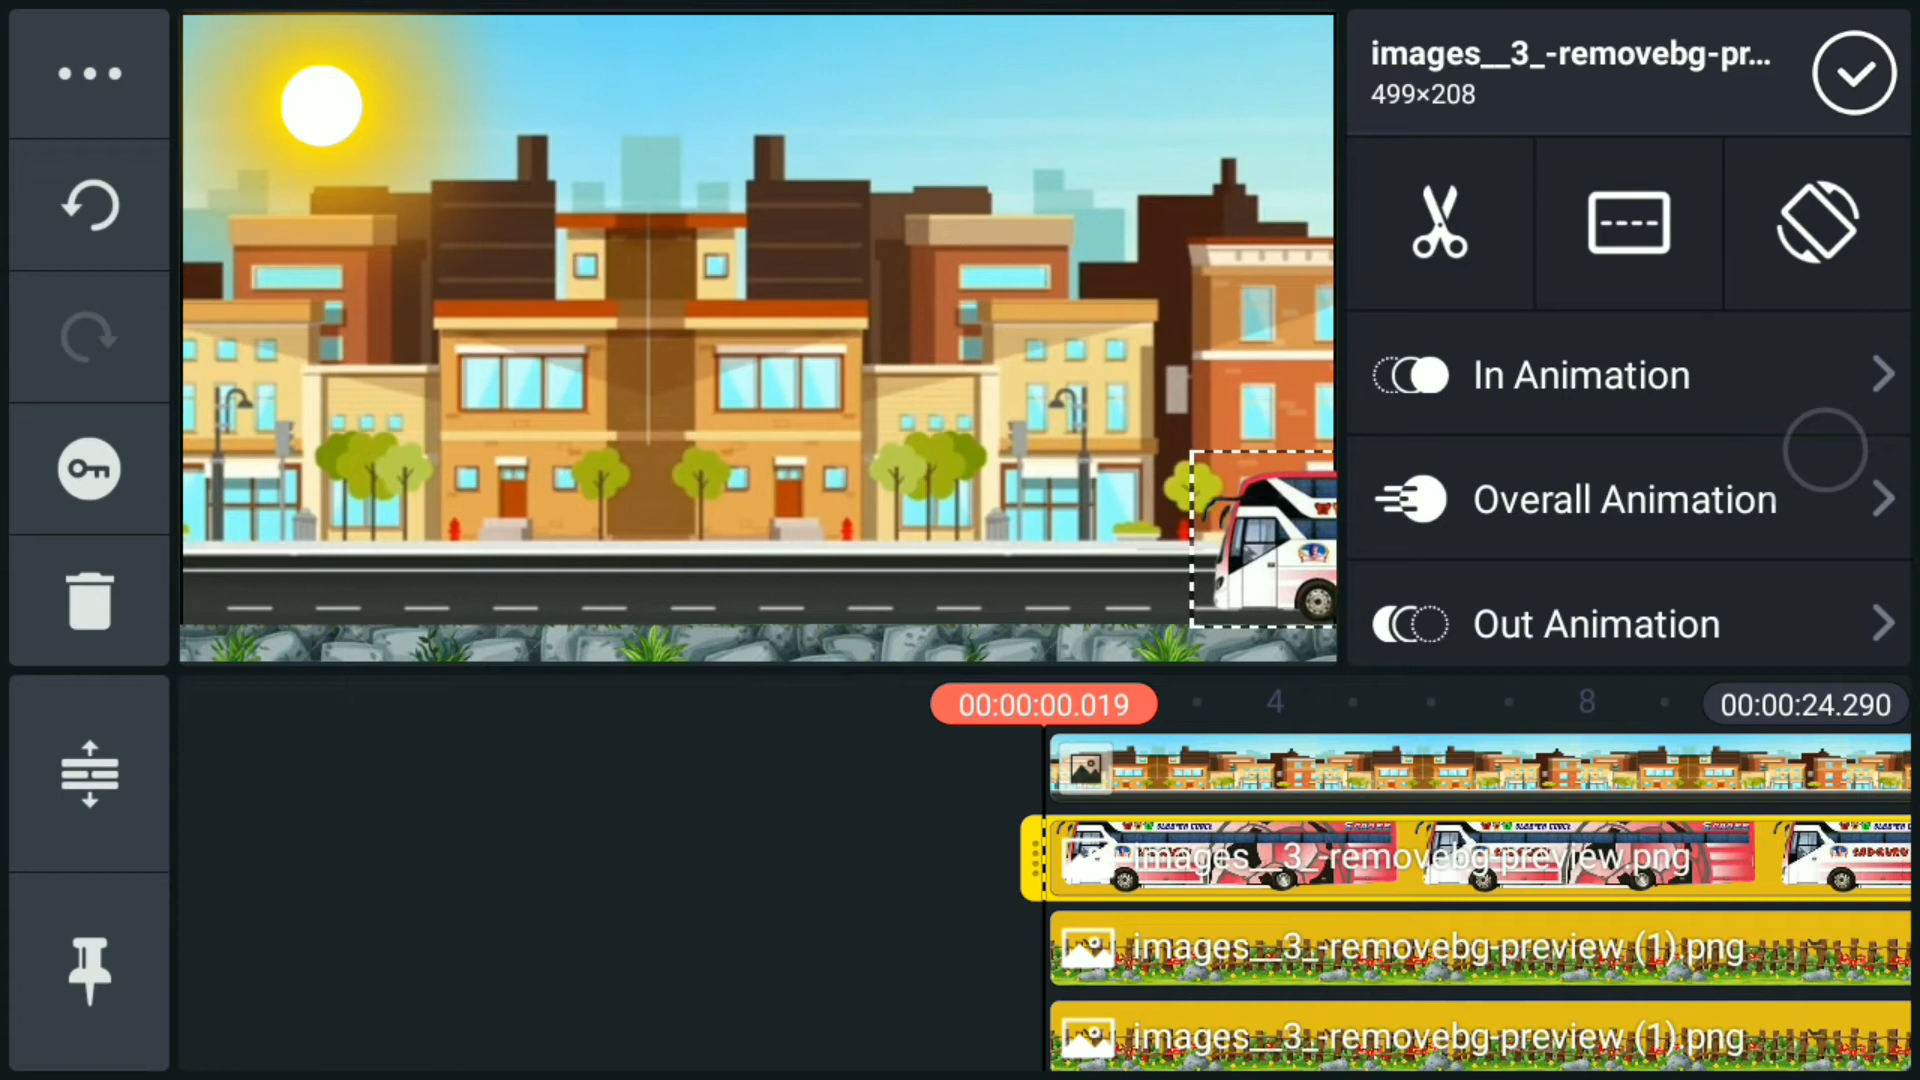 images__3_-removebg-pr...
499×208
In Animation
Overall Animation
Out Animation
00:00:00.019
4
8
00:00:24.290
images__3_-removebg-preview.png
images__3_-removebg-preview (1).png
images__3_-removebg-preview (1).png